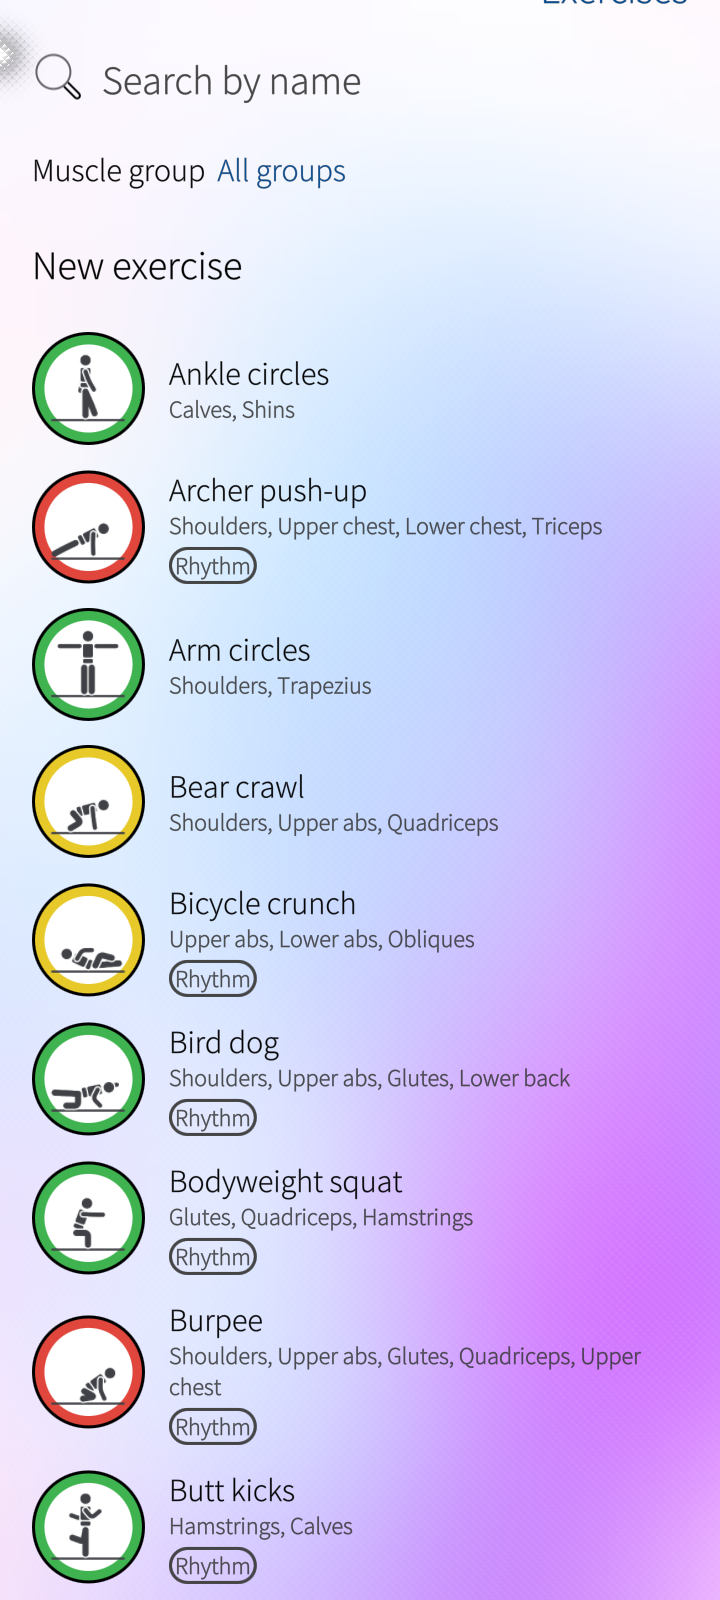 Exercises
Search by name
Muscle group All groups
New exercise
Ankle circles
Calves, Shins
Archer push-up
Shoulders, Upper chest, Lower chest, Triceps
Rhythm
Arm circles
Shoulders, Trapezius
Bear crawl
Shoulders, Upper abs, Quadriceps
Bicycle crunch
Upper abs, Lower abs, Obliques
Rhythm
Bird dog
Shoulders, Upper abs, Glutes, Lower back
Rhythm
Bodyweight squat
Glutes, Quadriceps, Hamstrings
Rhythm
Burpee
Shoulders, Upper abs, Glutes, Quadriceps, Upper
chest
Rhythm
Butt kicks
Hamstrings, Calves
Rhythm